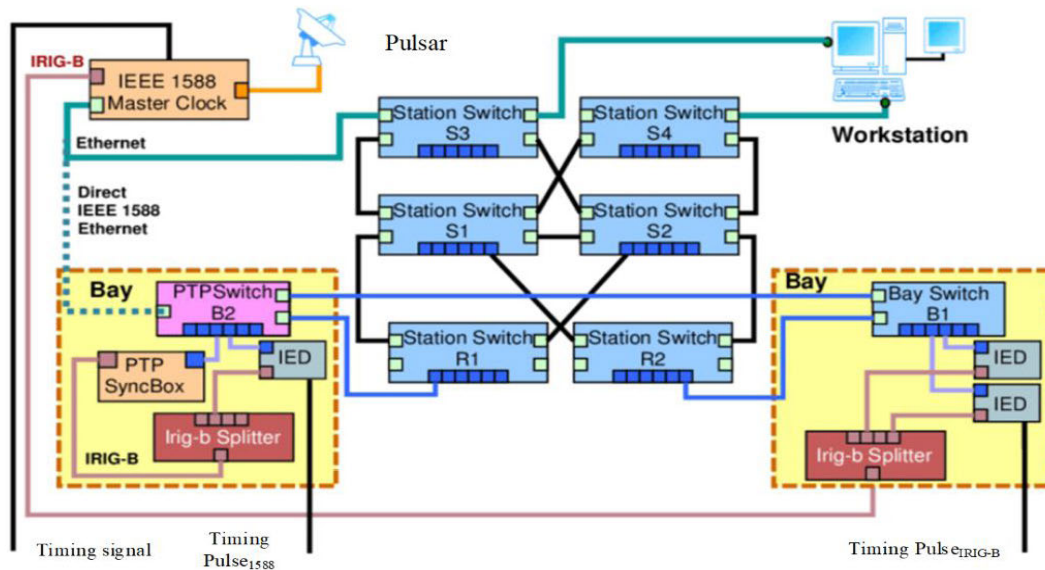 Pulsar
IRIG-B
IEEE 1588
Master Clock
Ethernet
Direct
IEEE 1588
Ethernet
Station Switch
S3
Station Switch
S4
Workstation
Station Switch
S1
Station Switch
S2
Bay
PTPSwitch
B2
PTP
SyncBox
IED
Irig-b Splitter
IRIG-B
Station Switch
R1
Station Switch
R2
Bay
Bay Switch
B1
IED
IED
Irig-b Splitter
Timing signal
Timing
Pulse1588
Timing PulseIRIG-B